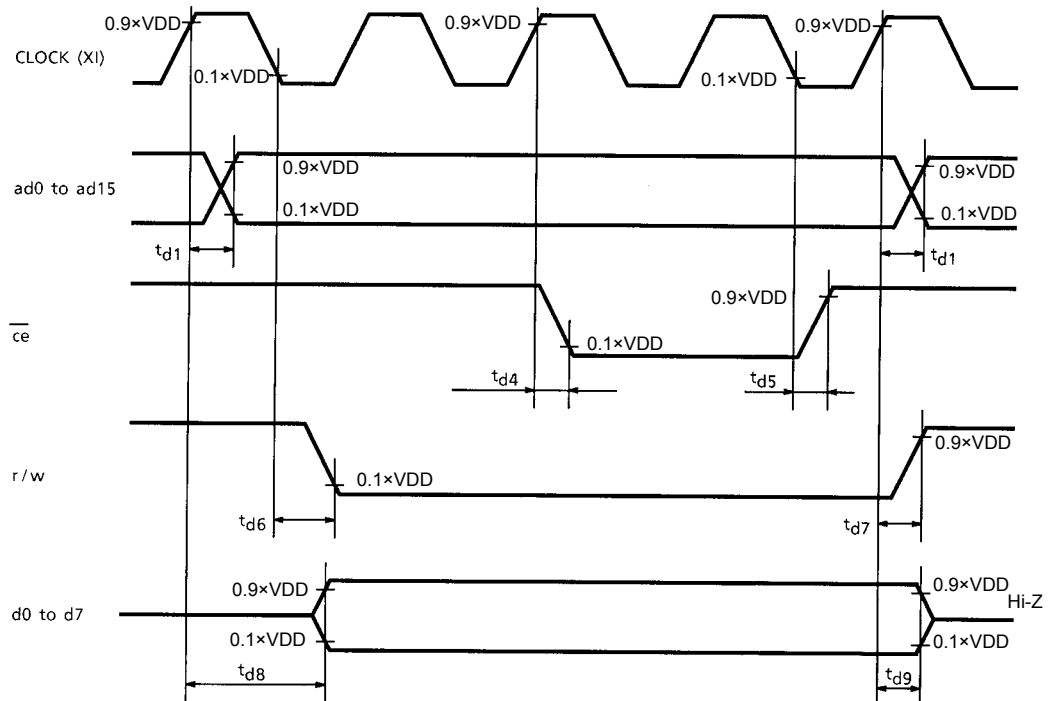 0.9×VDD
0.9×VDD
0.9×VDD
CLOCK (XI)
0.1×VDD
0.1×VDD
ad0 to ad15
0.9×VDD
0.9×VDD
0.1×VDD
0.1×VDD
td1
td1
ce
0.9×VDD
0.1×VDD
td4
td5
r/w
0.9×VDD
0.1×VDD
td6
td7
d0 to d7
0.9×VDD
0.9×VDD
Hi-Z
0.1×VDD
0.1×VDD
td8
td9